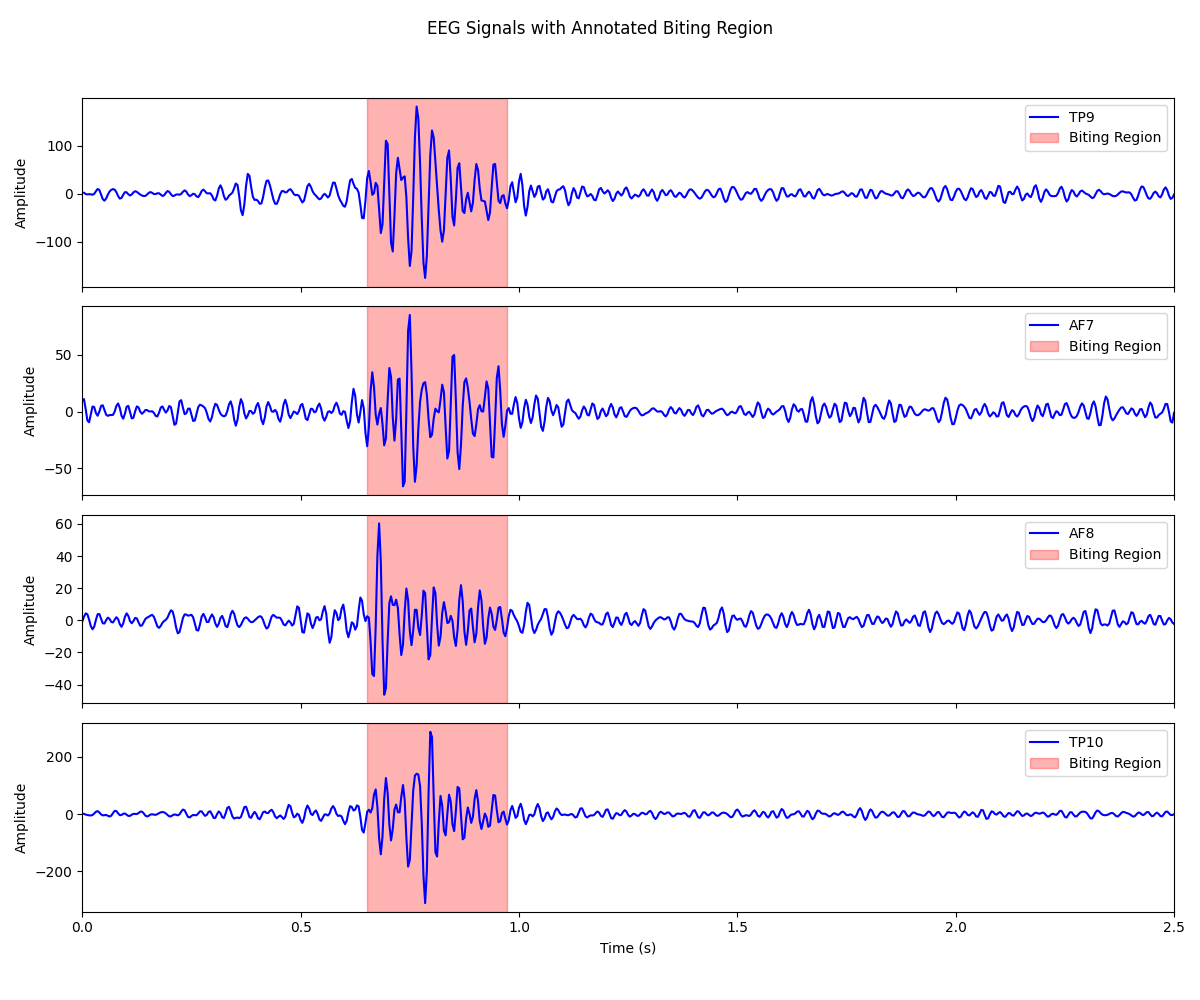 EEG Signals with Annotated Biting Region
Amplitude
100
0
−100
TP9
Biting Region
Amplitude
50
0
−50
AF7
Biting Region
Amplitude
60
40
20
0
−20
−40
AF8
Biting Region
Amplitude
200
0
−200
TP10
Biting Region
0.0 0.5 1.0 1.5 2.0 2.5
Time (s)